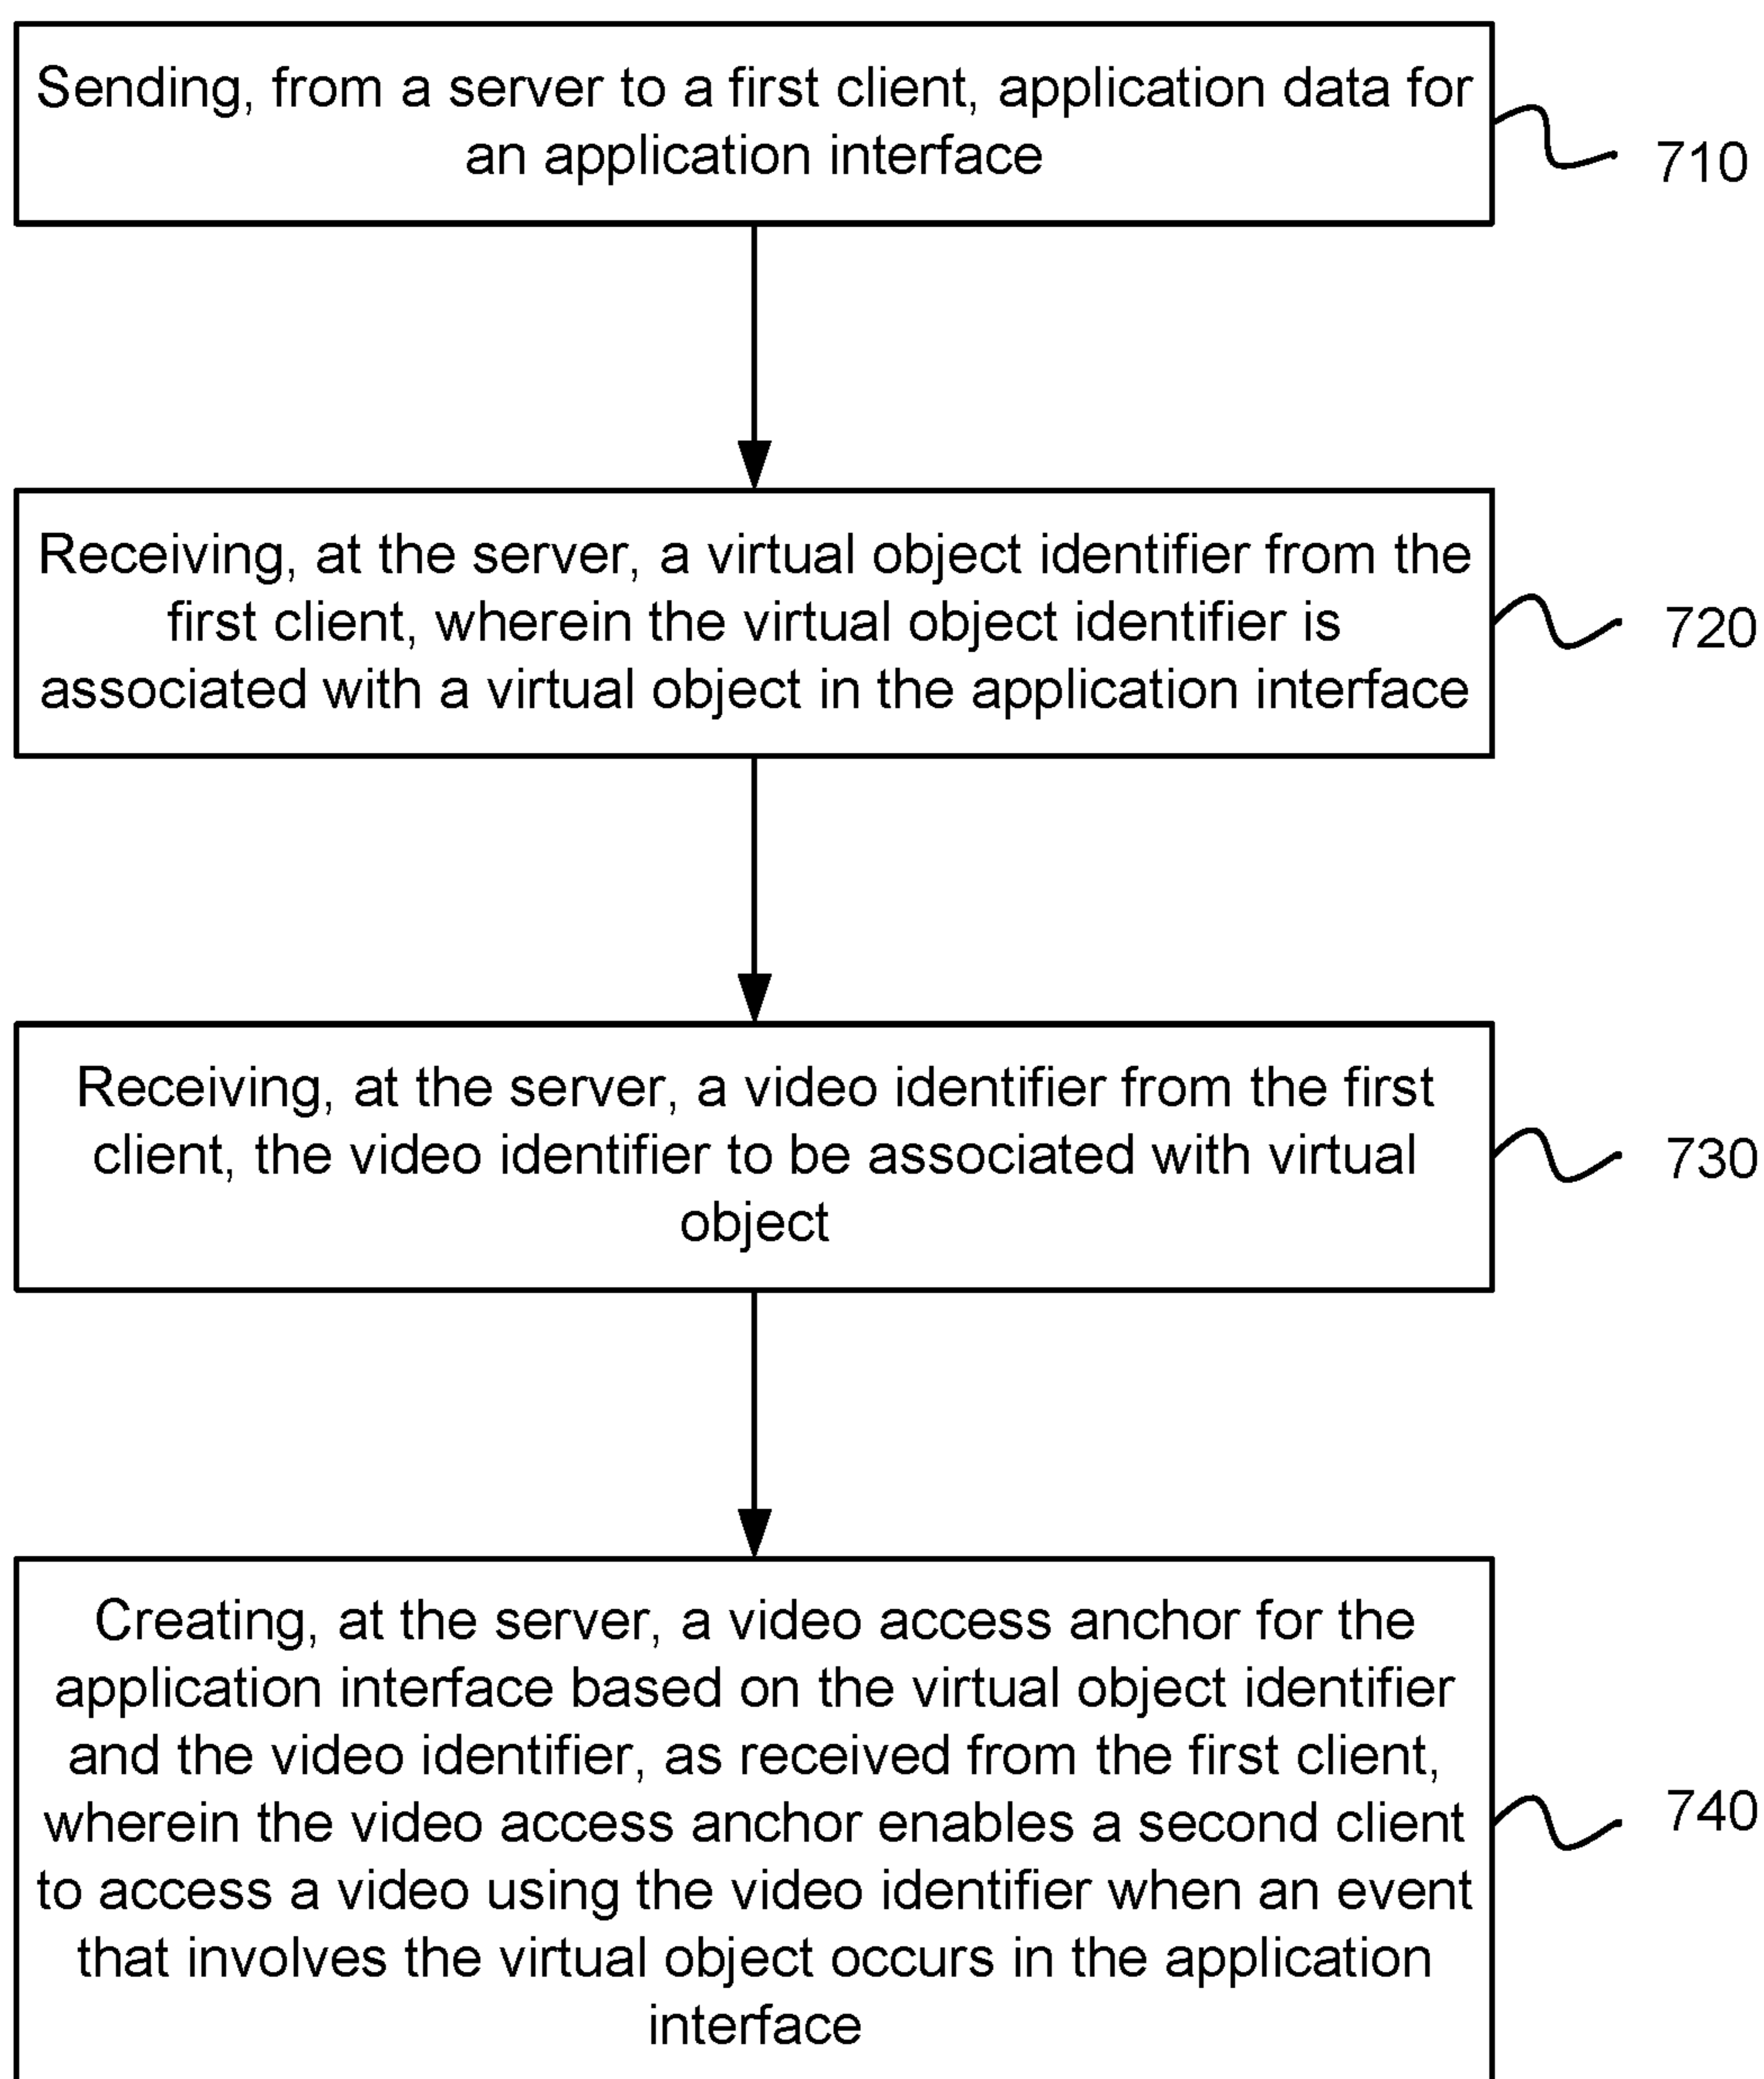 Sending, from a server to a first client, application data for
an application interface
710
Receiving, at the server, a virtual object identifier from the
first client, wherein the virtual object identifier is
associated with a virtual object in the application interface
720
Receiving, at the server, a video identifier from the first
client, the video identifier to be associated with virtual
object
730
Creating, at the server, a video access anchor for the
application interface based on the virtual object identifier
and the video identifier, as received from the first client,
wherein the video access anchor enables a second client
to access a video using the video identifier when an event
that involves the virtual object occurs in the application
interface
740